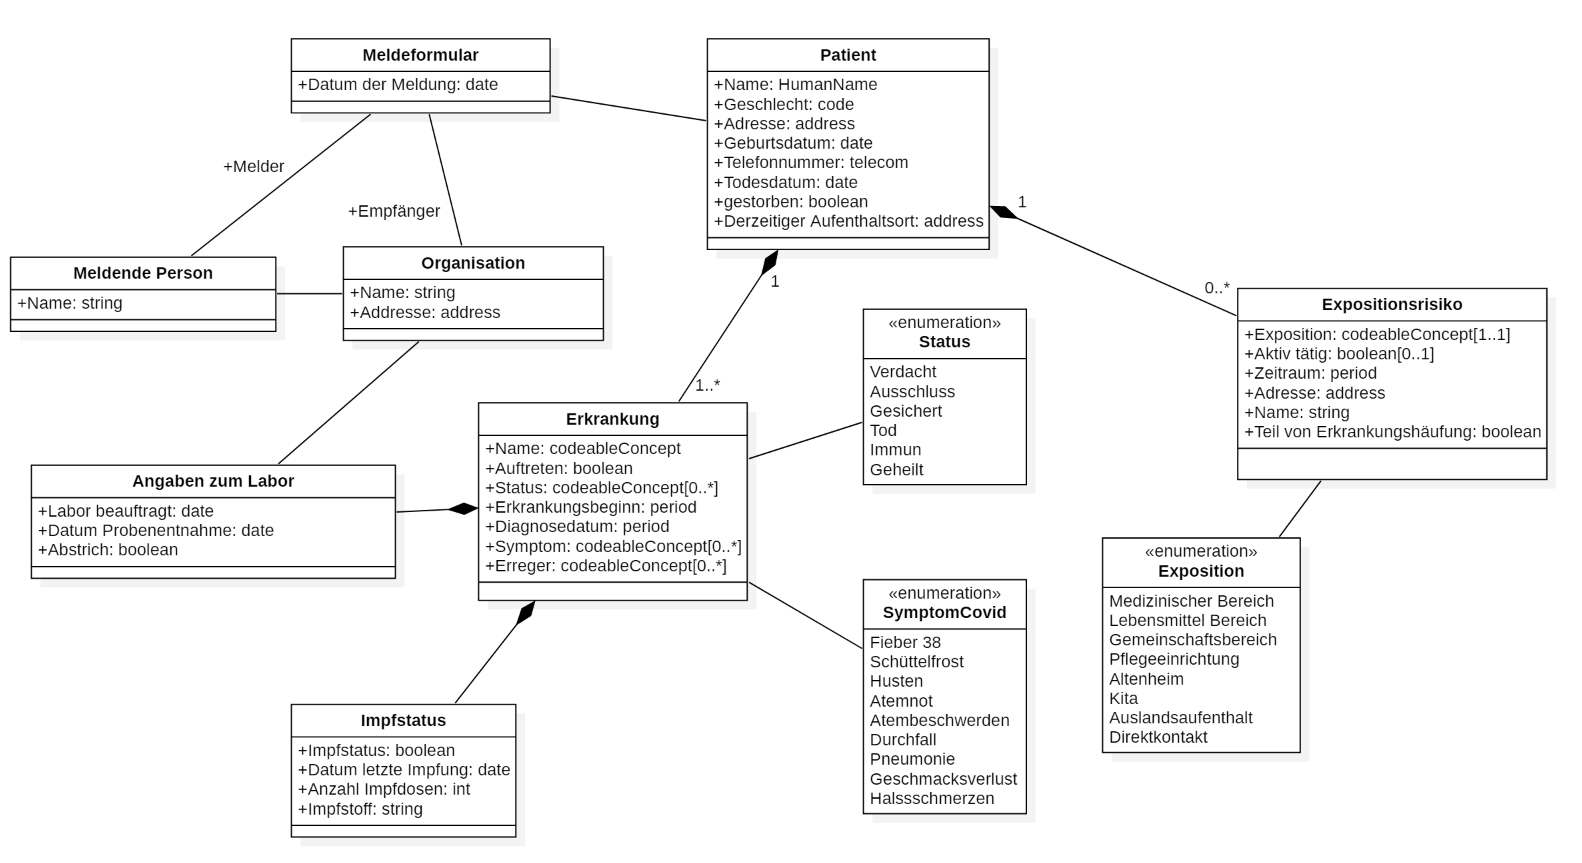 Meldeformular
+Datum der Meldung: date
Patient
+Name: HumanName
+Geschlecht: code
+Adresse: address
+Geburtsdatum: date
+Telefonnummer: telecom
+Todesdatum: date
+gestorben: boolean
+Derzeitiger Aufenthaltsort: address
+Melder
+Empfänger
1
1
0..*
1..*
Meldende Person
+Name: string
Organisation
+Name: string
+Addresse: address
Expositionsrisiko
+Exposition: codeableConcept[1..1]
+Aktiv tätig: boolean[0..1]
+Zeitraum: period
+Adresse: address
+Name: string
+Teil von Erkrankungshäufung: boolean
«enumeration»
Status
Verdacht
Ausschluss
Gesichert
Tod
Immun
Geheilt
Erkrankung
+Name: codeableConcept
+Auftreten: boolean
+Status: codeableConcept[0..*]
+Erkrankungsbeginn: period
+Diagnosedatum: period
+Symptom: codeableConcept[0..*]
+Erreger: codeableConcept[0..*]
Angaben zum Labor
+Labor beauftragt: date
+Datum Probenentnahme: date
+Abstrich: boolean
«enumeration»
Exposition
Medizinischer Bereich
Lebensmittel Bereich
Gemeinschaftsbereich
Pflegeeinrichtung
Altenheim
Kita
Auslandsaufenthalt
Direktkontakt
«enumeration»
SymptomCovid
Fieber 38
Schüttelfrost
Husten
Atemnot
Atembeschwerden
Durchfall
Pneumonie
Geschmacksverlust
Halssschmerzen
Impfstatus
+Impfstatus: boolean
+Datum letzte Impfung: date
+Anzahl Impfdosen: int
+Impfstoff: string